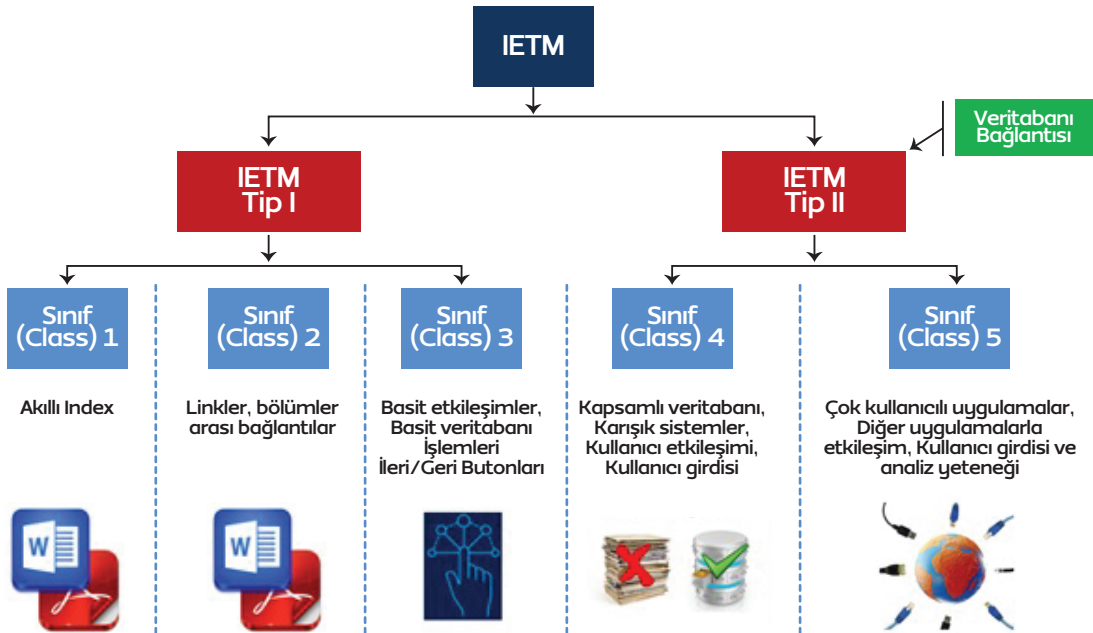 IETM
Veritabanı
Bağlantısı
IETM
Tip I
IETM
Tip II
Sınıf
(Class) 1
Sınıf
(Class) 2
Sınıf
(Class) 3
Sınıf
(Class) 4
Sınıf
(Class) 5
Akıllı Index
Linkler, bölümler
arası bağlantılar
Basit etkileşimler,
Basit veritabanı
İşlemleri
İleri/Geri Butonları
Kapsamlı veritabanı,
Karışık sistemler,
Kullanıcı etkileşimi,
Kullanıcı girdisi
Çok kullanıcılı uygulamalar,
Diğer uygulamalarla
etkileşim, Kullanıcı girdisi ve
analiz yeteneği
W
W